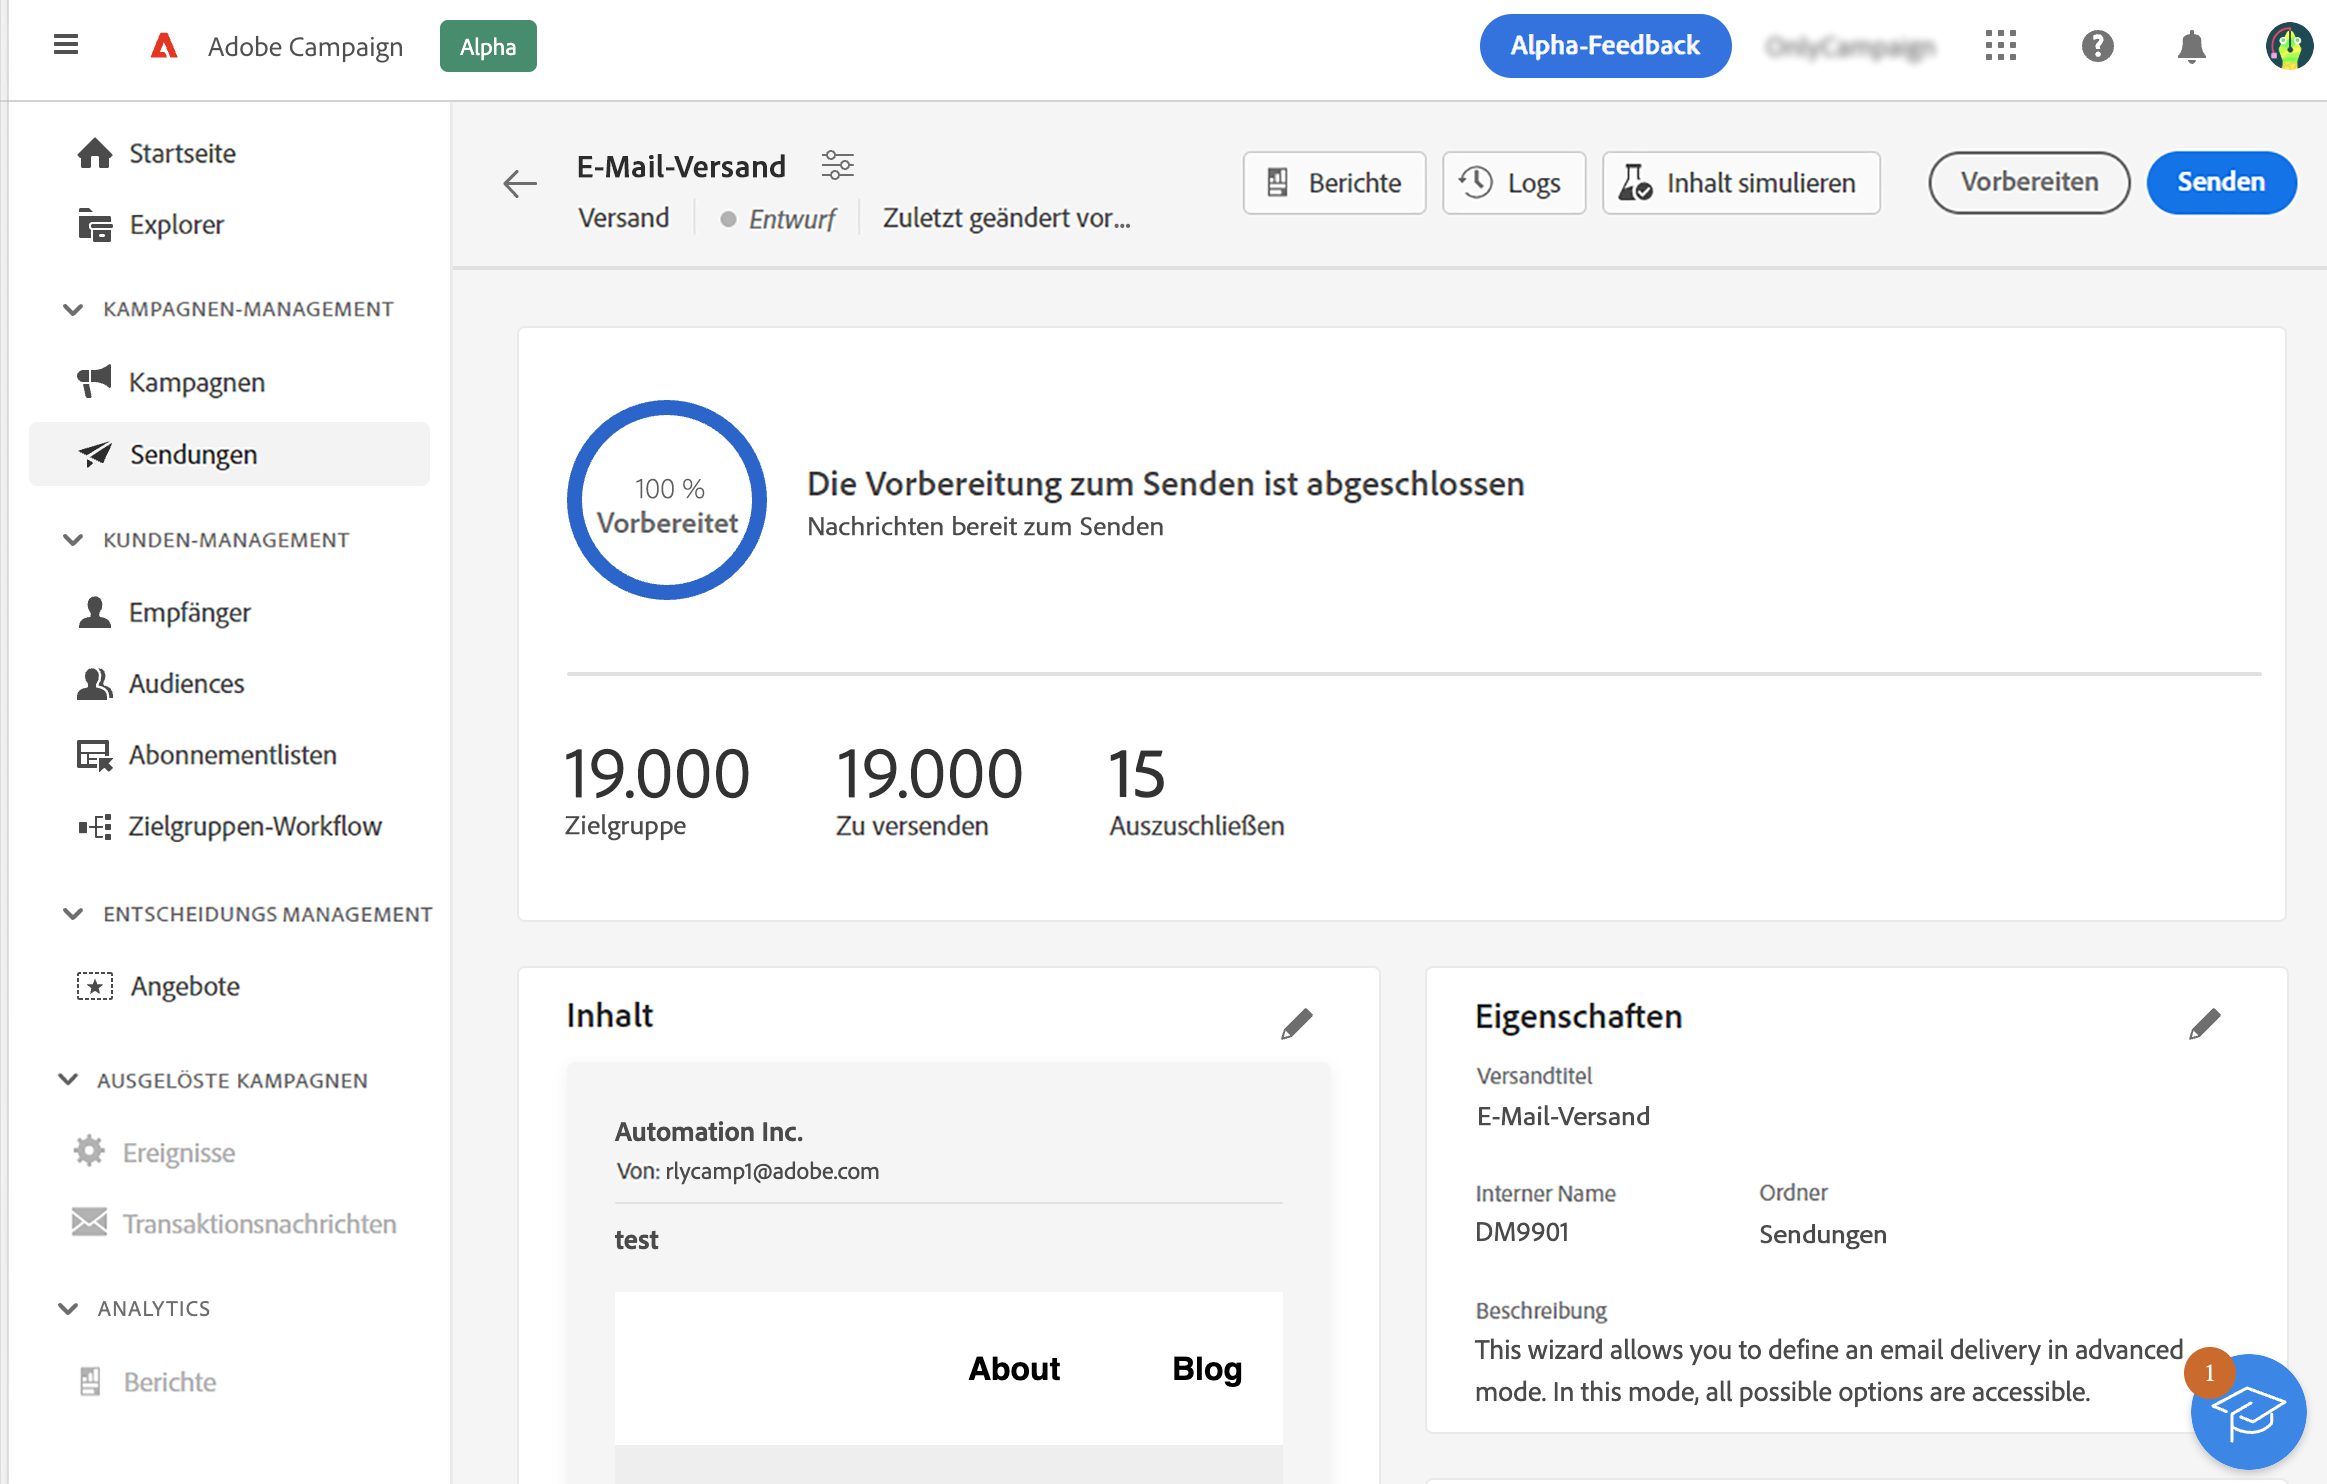 Adobe Campaign
Alpha
Alpha-Feedback
Startseite
Explorer
KAMPAGNEN-MANAGEMENT
Kampagnen
Sendungen
KUNDEN-MANAGEMENT
Empfänger
Audiences
Abonnementlisten
Zielgruppen-Workflow
ENTSCHEIDUNGS MANAGEMENT
Angebote
AUSGELÖSTE KAMPAGNEN
Ereignisse
Transaktionsnachrichten
ANALYTICS
Berichte
E-Mail-Versand
Versand
Entwurf
Zuletzt geändert vor...
Berichte
Logs
Inhalt simulieren
Vorbereiten
Senden
100 %
Vorbereitet
Die Vorbereitung zum Senden ist abgeschlossen
Nachrichten bereit zum Senden
19.000
Zielgruppe
19.000
Zu versenden
15
Auszuschließen
Inhalt
Automation Inc.
Von: rlycamp1@adobe.com
test
About
Blog
Eigenschaften
Versandtitel
E-Mail-Versand
Interner Name
DM9901
Ordner
Sendungen
Beschreibung
This wizard allows you to define an email delivery in advanced
mode. In this mode, all possible options are accessible.
1